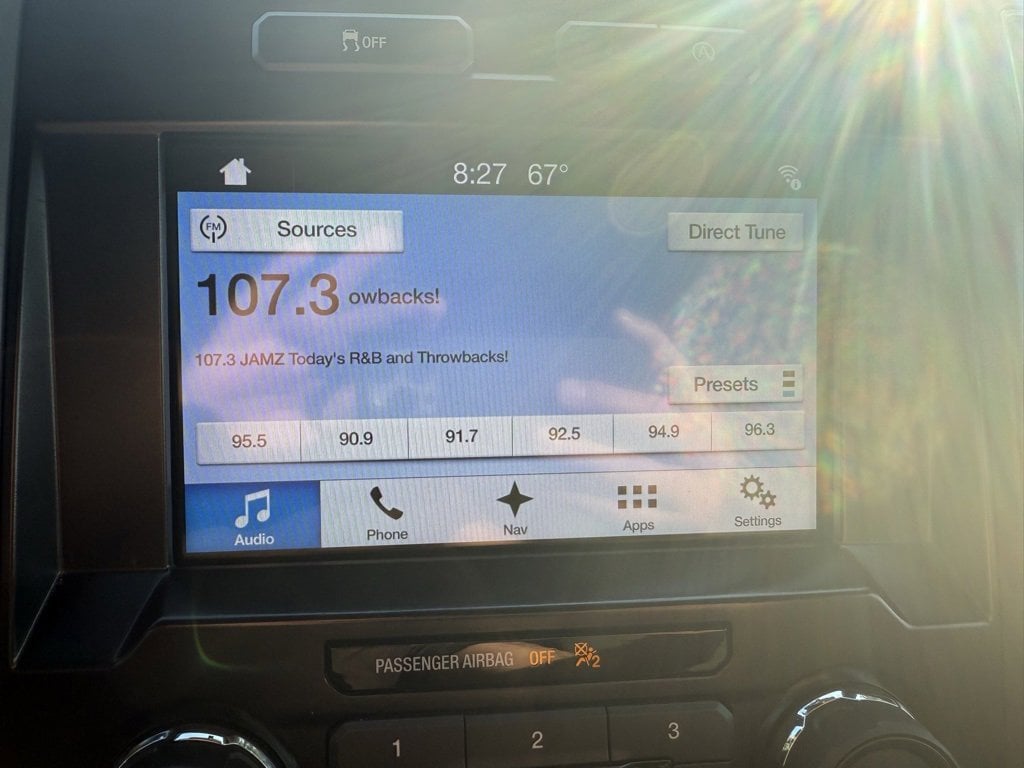 OFF
A
8:27 67°
FM Sources
Direct Tune
107.3 owbacks!
107.3 JAMZ Today's R&B and Throwbacks!
Presets
95.5 90.9 91.7 92.5 94.9 96.3
Audio Phone Nav Apps Settings
PASSENGER AIRBAG OFF 2
1 2 3